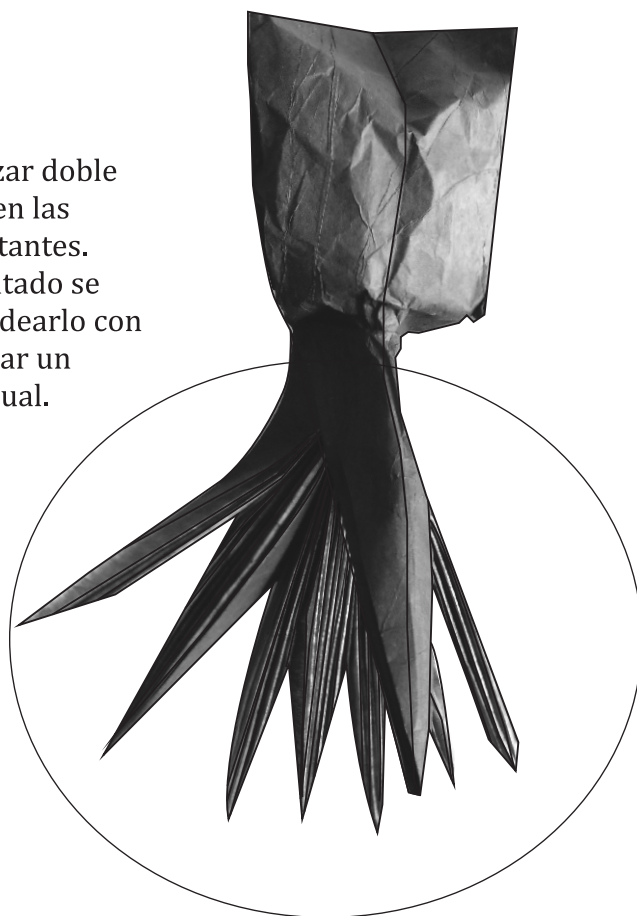 zar doble
en las
tantes.
tado se
dearlo con
ar un
ual.